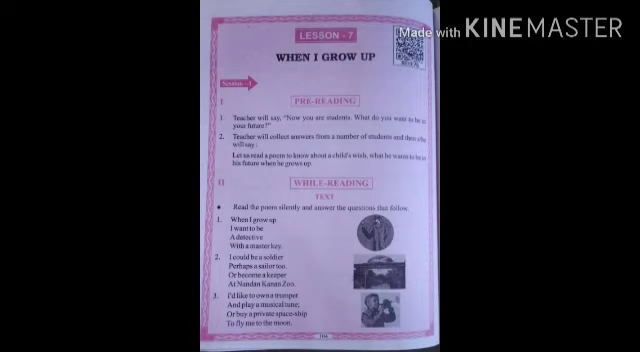 Made with KINEMASTER
LESSON - 7
WHEN I GROW UP
Session - I
I PRE-READING
1. Teacher will say, "Now you are students. What do you want to be in
your future?"
2. Teacher will collect answers from a number of students and then
will say :
Let us read a poem to know about a child's wish, what he wants to be in
his future when he grows up.
II WHILE-READING
TEXT
• Read the poem silently and answer the questions that follow.
1. When I grow up
I want to be
A detective
With a master key.
2. I could be a soldier
Perhaps a sailor too.
Or become a keeper
At Nandan Kanan Zoo.
3. I'd like to own a trumpet
And play a musical tune;
Or buy a private space-ship
To fly me to the moon.